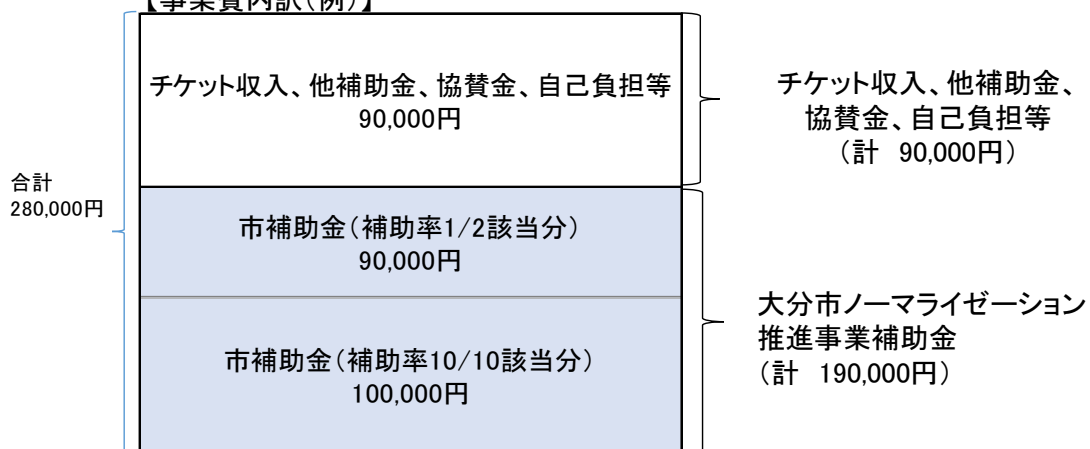 【事業費内訳（例）】
チケット収入、他補助金、協賛金、自己負担等
90,000円
チケット収入、他補助金、
協賛金、自己負担等
（計 90,000円）
合計
280,000円
市補助金（補助率1/2該当分）
90,000円
市補助金（補助率10/10該当分）
100,000円
大分市ノーマライゼーション
推進事業補助金
（計 190,000円）